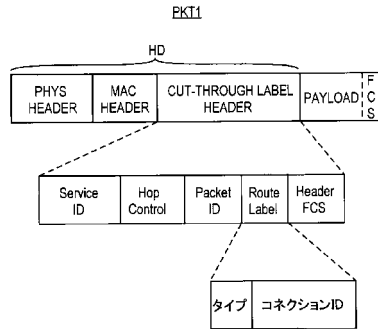 PKT1
HD
PHYS HEADER
MAC HEADER
CUT-THROUGH LABEL HEADER
PAYLOAD
FCS
Service ID
Hop Control
Packet ID
Route Label
Header FCS
タイプ
コネクションID